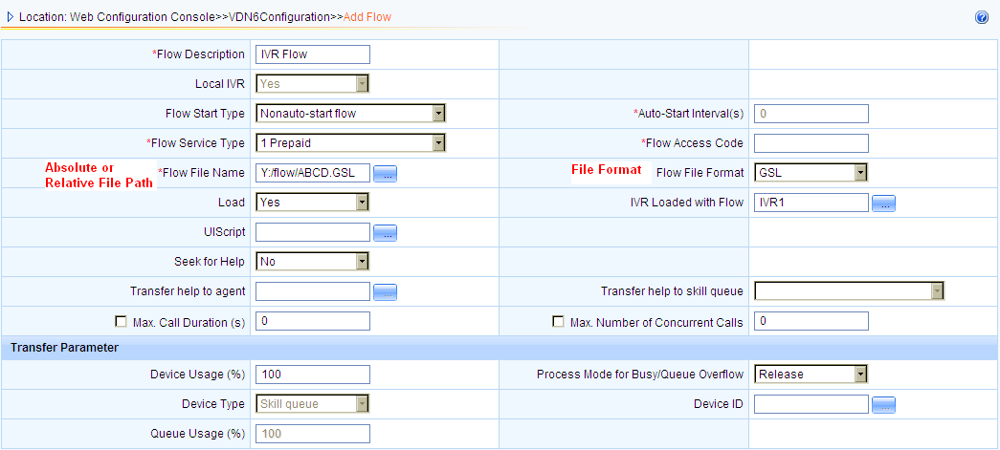 Location: Web Configuration Console>>VDN6Configuration>>Add Flow
?
*Flow Description IVR Flow
Local IVR Yes
Flow Start Type Nonauto-start flow *Auto-Start Interval(s) 0
*Flow Service Type 1 Prepaid *Flow Access Code
Absolute or
Relative File Path
*Flow File Name Y:/flow/ABCD.GSL ... File Format Flow File Format GSL
Load Yes IVR Loaded with Flow IVR1 ...
UIScript ...
Seek for Help No
Transfer help to agent ... Transfer help to skill queue
Max. Call Duration (s) 0 Max. Number of Concurrent Calls 0
Transfer Parameter
Device Usage (%) 100 Process Mode for Busy/Queue Overflow Release
Device Type Skill queue Device ID ...
Queue Usage (%) 100